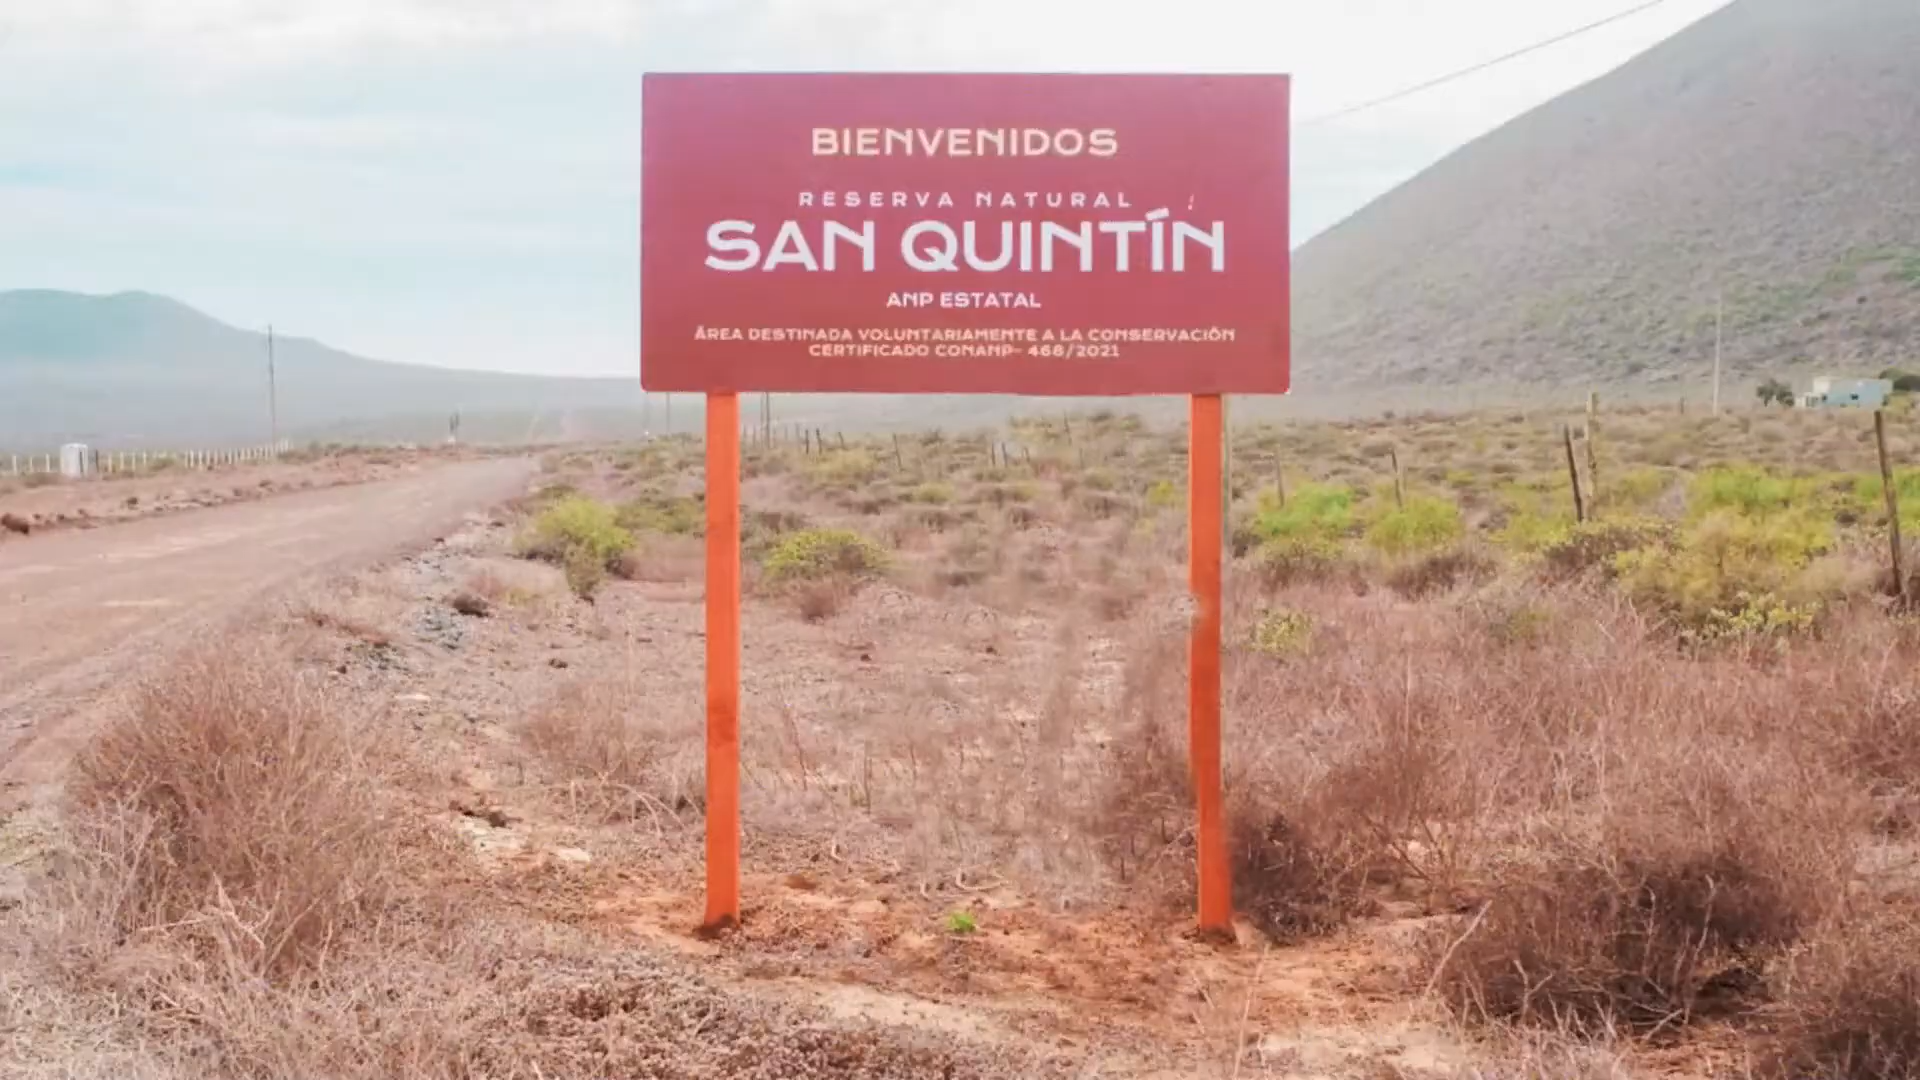 BIENVENIDOS
RESERVA NATURAL
SAN QUINTÍN
ANP ESTATAL
ÁREA DESTINADA VOLUNTARIAMENTE A LA CONSERVACIÓN
CERTIFICADO CONANP- 468/2021